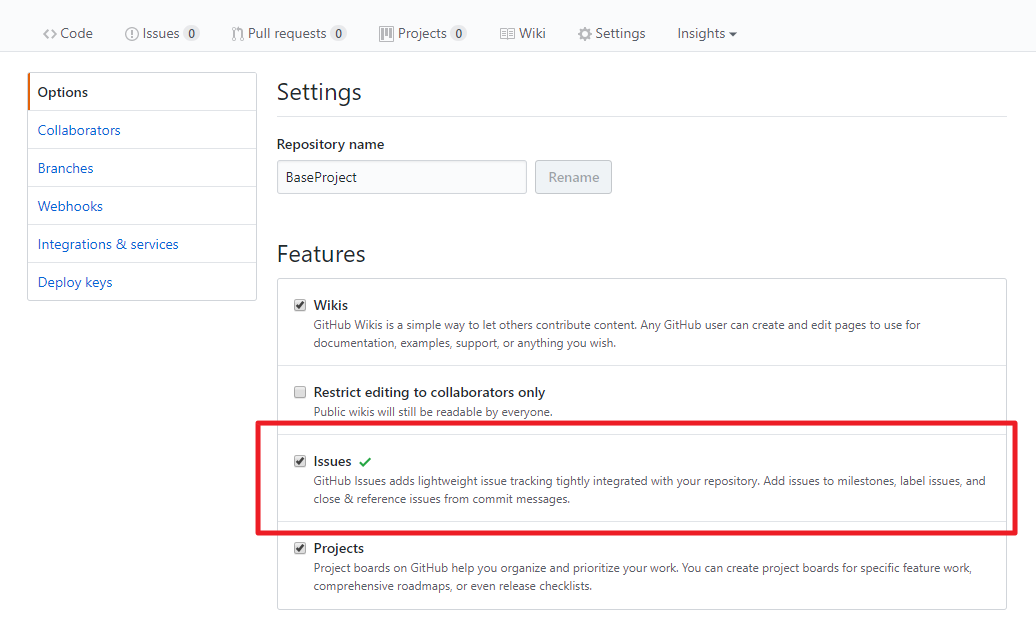 Code Issues 0 Pull requests 0 Projects 0 Wiki Settings Insights
Options
Collaborators
Branches
Webhooks
Integrations & services
Deploy keys
Settings
Repository name
BaseProject Rename
Features
Wikis
GitHub Wikis is a simple way to let others contribute content. Any GitHub user can create and edit pages to use for
documentation, examples, support, or anything you wish.
Restrict editing to collaborators only
Public wikis will still be readable by everyone.
Issues
GitHub Issues adds lightweight issue tracking tightly integrated with your repository. Add issues to milestones, label issues, and
close & reference issues from commit messages.
Projects
Project boards on GitHub help you organize and prioritize your work. You can create project boards for specific feature work,
comprehensive roadmaps, or even release checklists.